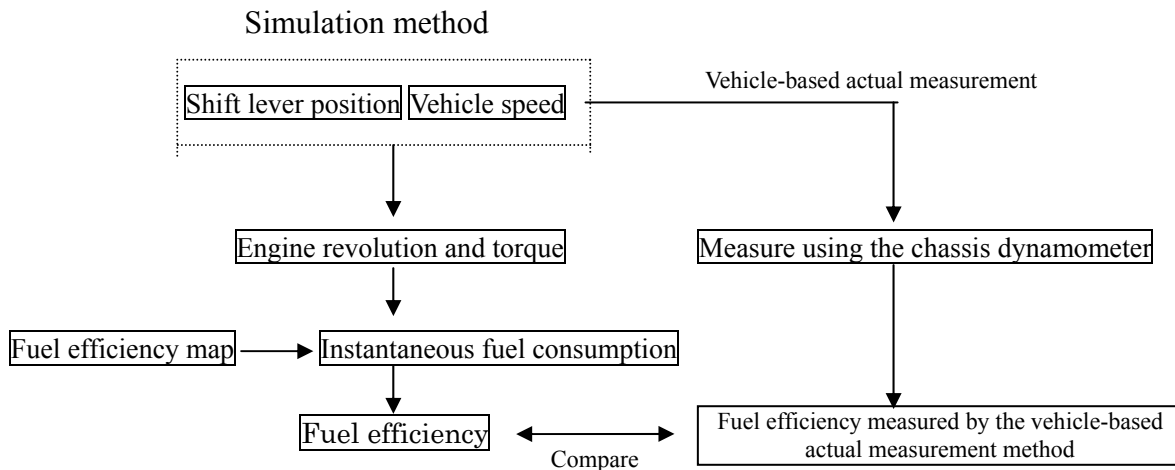 Simulation method
Vehicle-based actual measurement
Shift lever position Vehicle speed
Engine revolution and torque
Measure using the chassis dynamometer
Fuel efficiency map
Instantaneous fuel consumption
Fuel efficiency
Compare
Fuel efficiency measured by the vehicle-based
actual measurement method